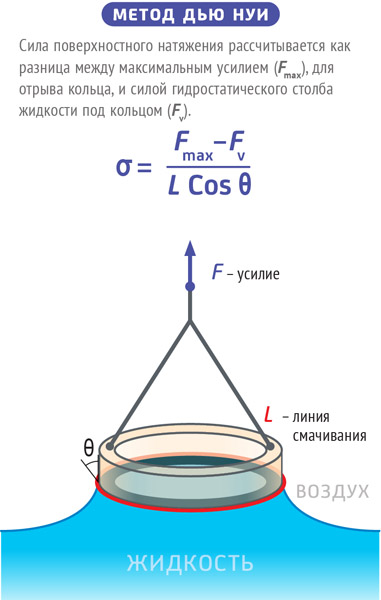 МЕТОД ДЬЮ НУИ
Сила поверхностного натяжения рассчитывается как
разница между максимальным усилием (Fmax), для
отрыва кольца, и силой гидростатического столба
жидкости под кольцом (Fv).
σ = Fmax–Fv
L Cos θ
F – усилие
L – линия
смачивания
θ
ВОЗДУХ
ЖИДКОСТЬ